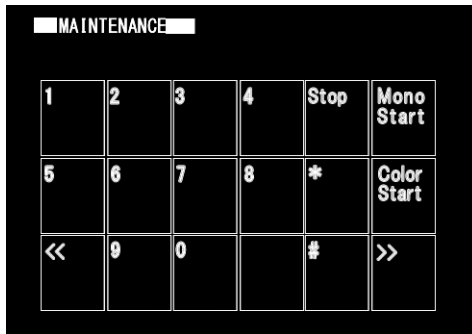 MAINTENANCE
1 2 3 4 Stop Mono
Start
5 6 7 8 * Color
Start
<< 9 0 # >>